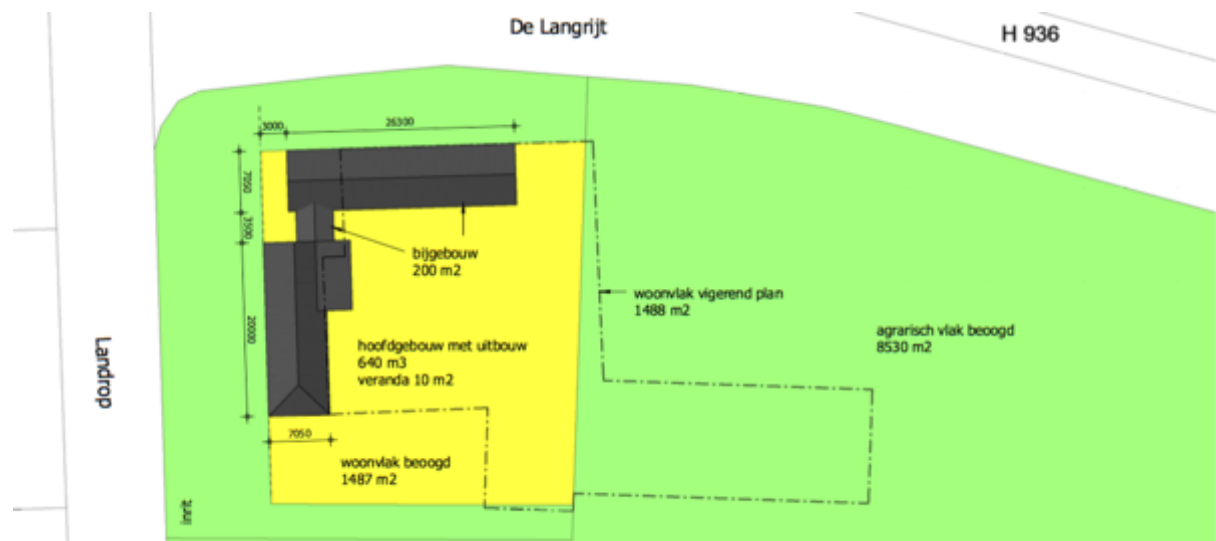 De Langrijt
H 936
3000
26300
7050
3500
20000
bijgebouw
200 m2
woonvlak vigerend plan
1488 m2
agrarisch vlak beoogd
8530 m2
hoofdgebouw met uitbouw
640 m3
veranda 10 m2
Landrop
7050
woonvlak beoogd
1487 m2
inrit